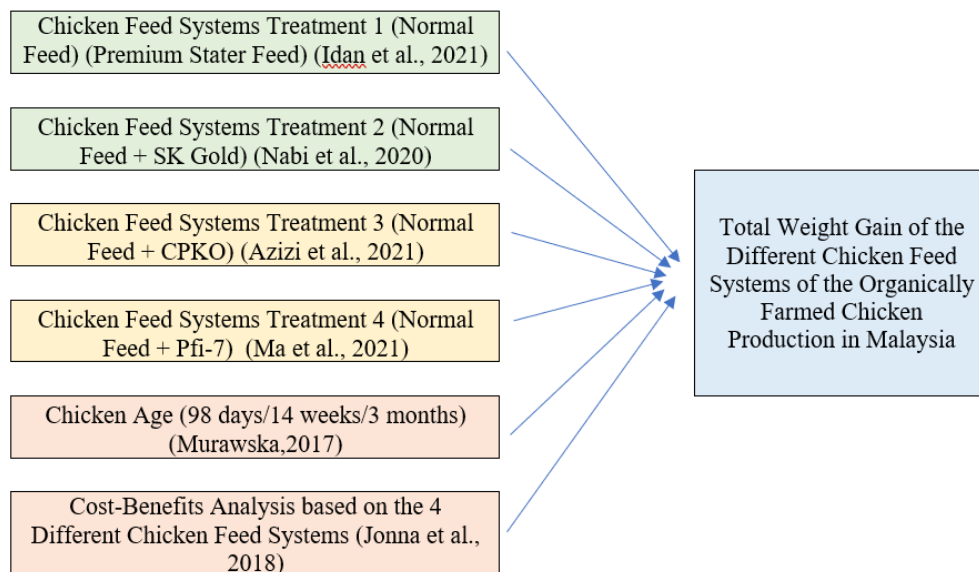 Chicken Feed Systems Treatment 1 (Normal
Feed) (Premium Stater Feed) (Idan et al., 2021)
Chicken Feed Systems Treatment 2 (Normal
Feed + SK Gold) (Nabi et al., 2020)
Chicken Feed Systems Treatment 3 (Normal
Feed + CPKO) (Azizi et al., 2021)
Chicken Feed Systems Treatment 4 (Normal
Feed + Pfi-7) (Ma et al., 2021)
Chicken Age (98 days/14 weeks/3 months)
(Murawska,2017)
Cost-Benefits Analysis based on the 4
Different Chicken Feed Systems (Jonna et al.,
2018)
Total Weight Gain of the
Different Chicken Feed
Systems of the Organically
Farmed Chicken
Production in Malaysia